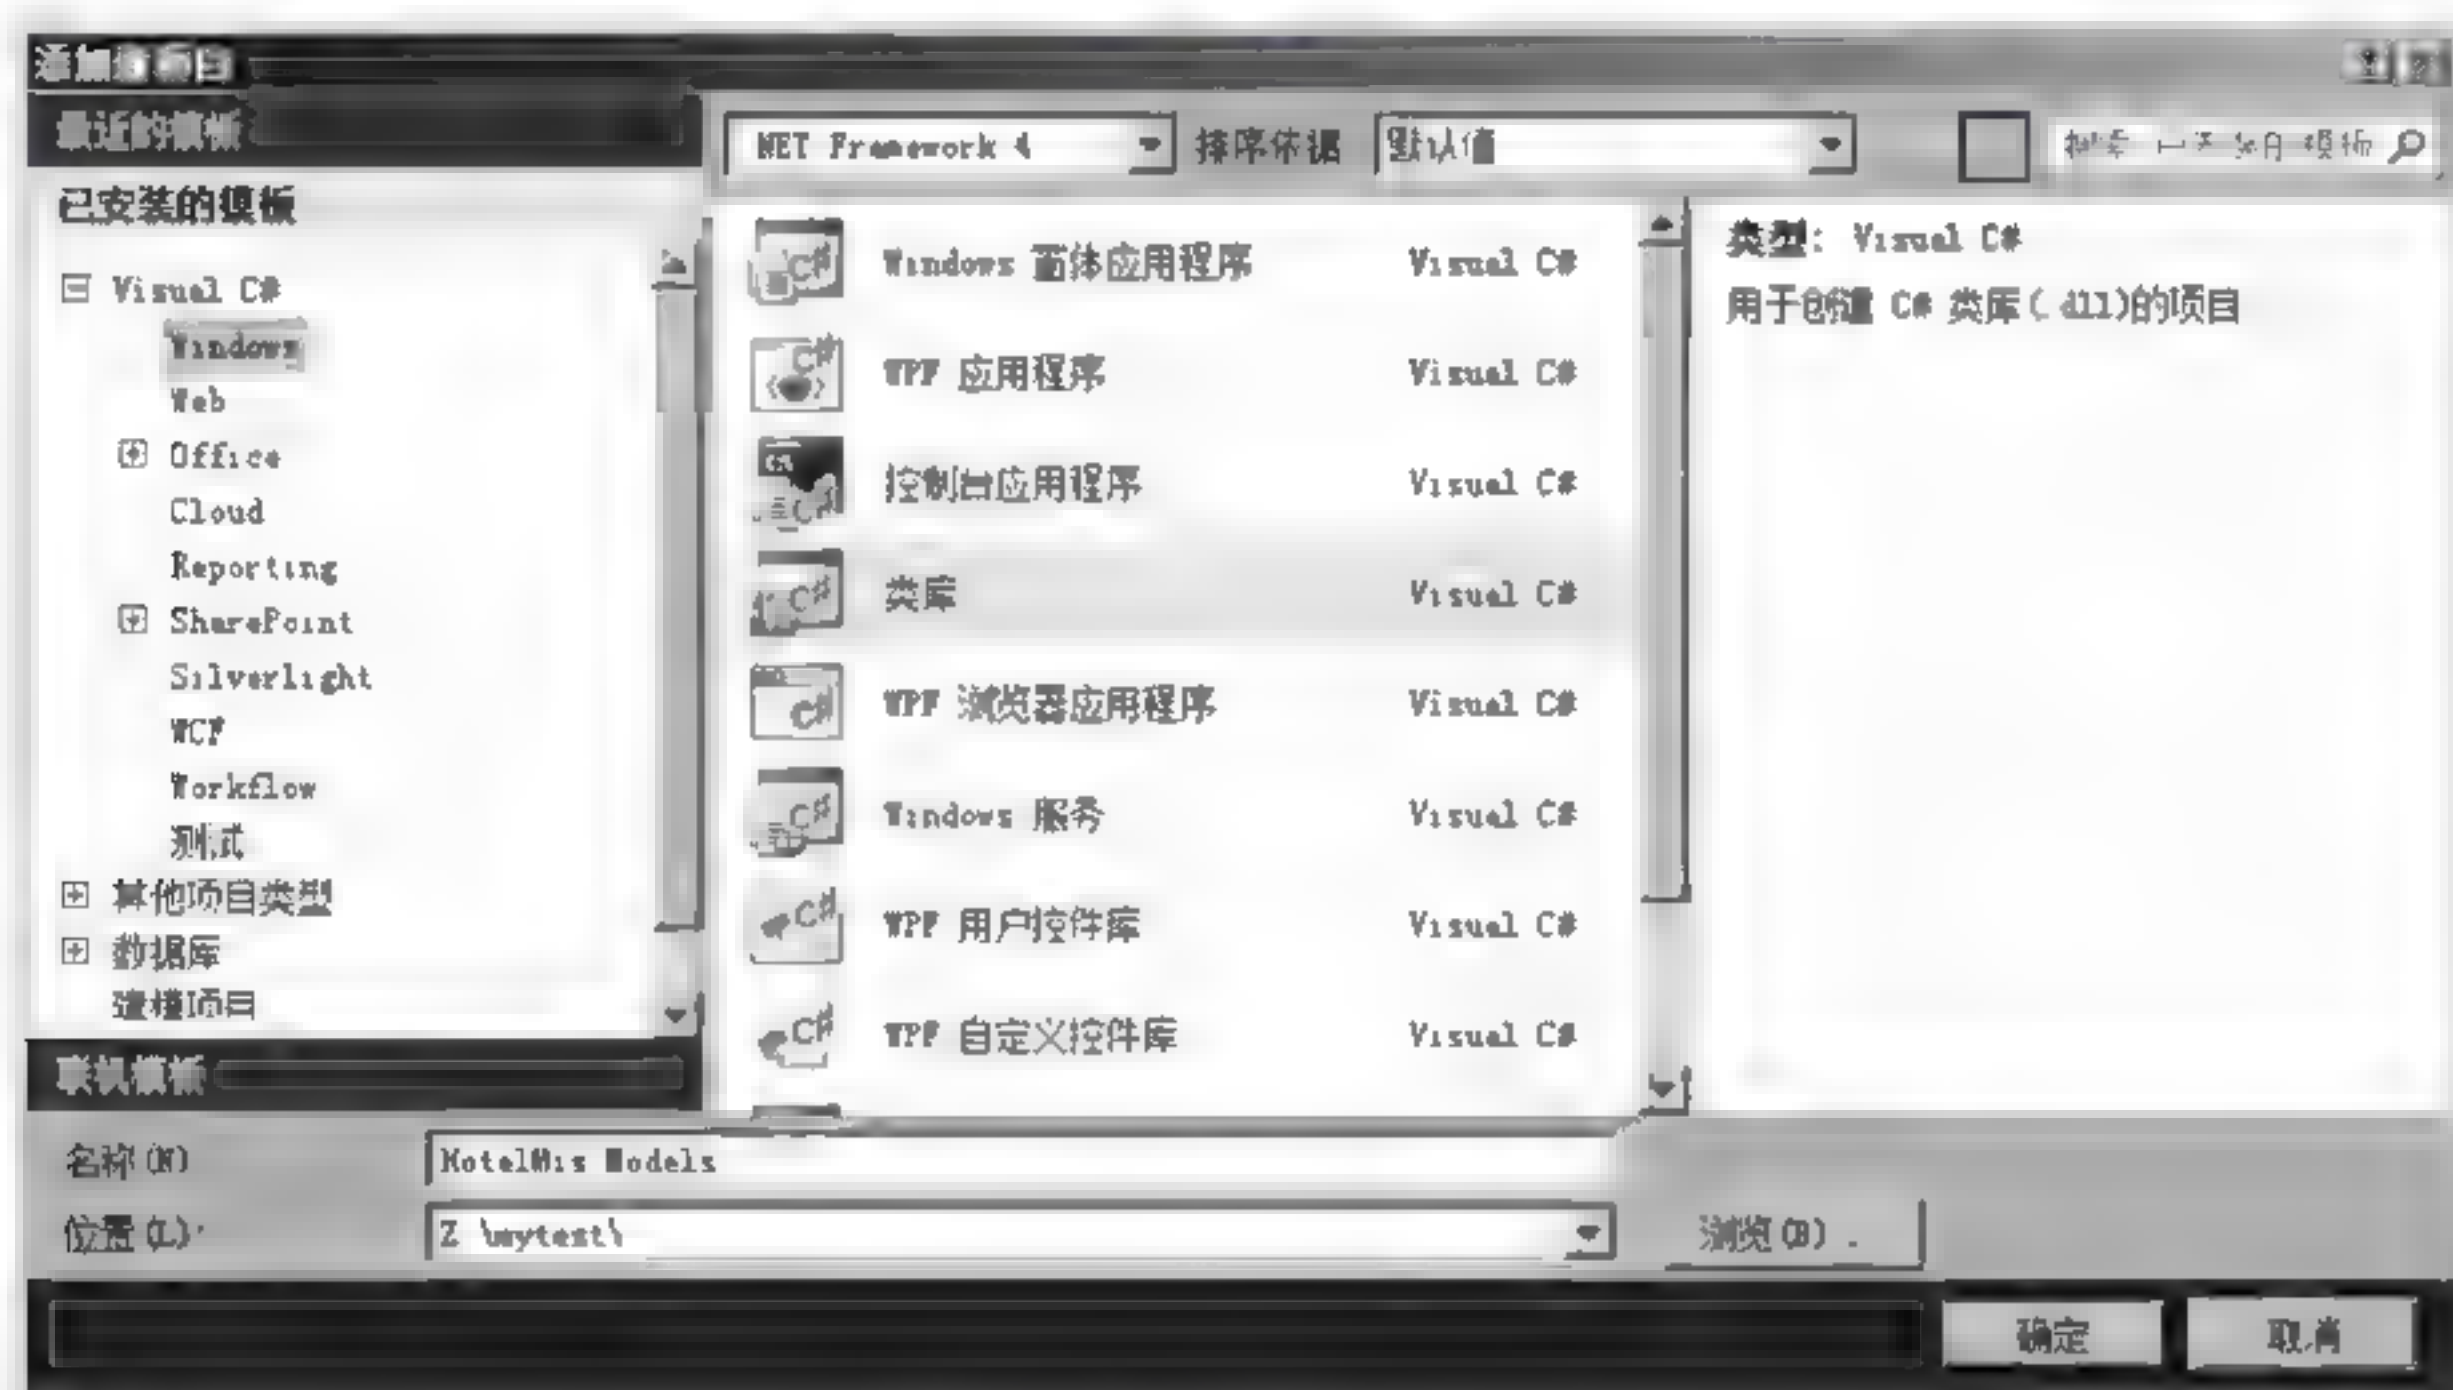 添加新项目
最近的模板
NET Framework 4
排序依据
默认值
已安装的模板
Visual C#
Windows
Web
Office
Cloud
Reporting
SharePoint
Silverlight
WCF
Workflow
测试
其他项目类型
数据库
建模项目
联机模板
Windows 窗体应用程序 Visual C#
WPF 应用程序 Visual C#
控制台应用程序 Visual C#
类库 Visual C#
WPF 浏览器应用程序 Visual C#
Windows 服务 Visual C#
WPF 用户控件库 Visual C#
WPF 自定义控件库 Visual C#
类型: Visual C#
用于创建 C# 类库( dll)的项目
名称(N)
Models
位置(L):
Z \mytest\
浏览(B) .
确定
取消